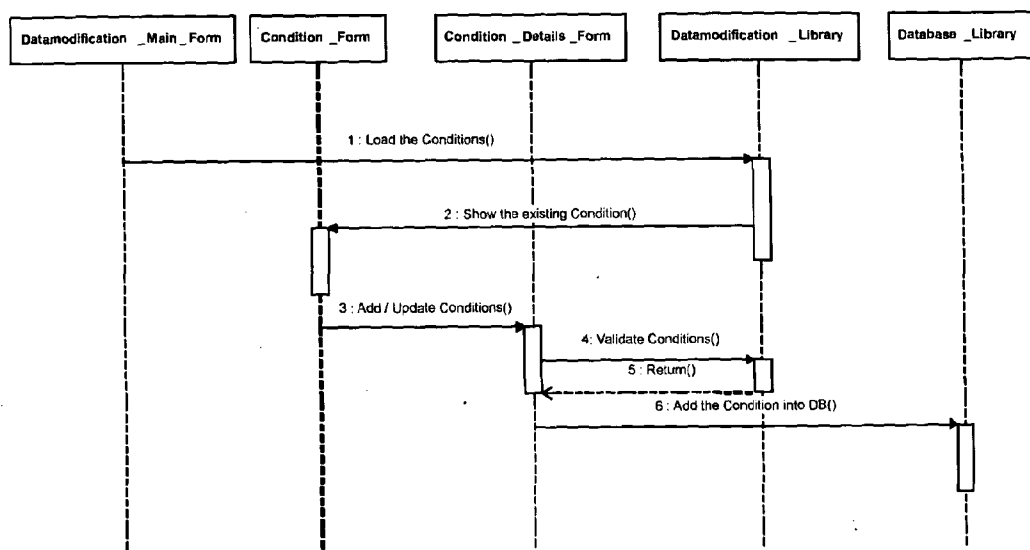 Datamodification _Main _Form
Condition _Form
Condition _Details _Form
Datamodification _Library
Database _Library
1 : Load the Conditions()
2 : Show the existing Condition()
3 : Add / Update Conditions()
4: Validate Conditions()
5 : Return()
6 : Add the Condition into DB()